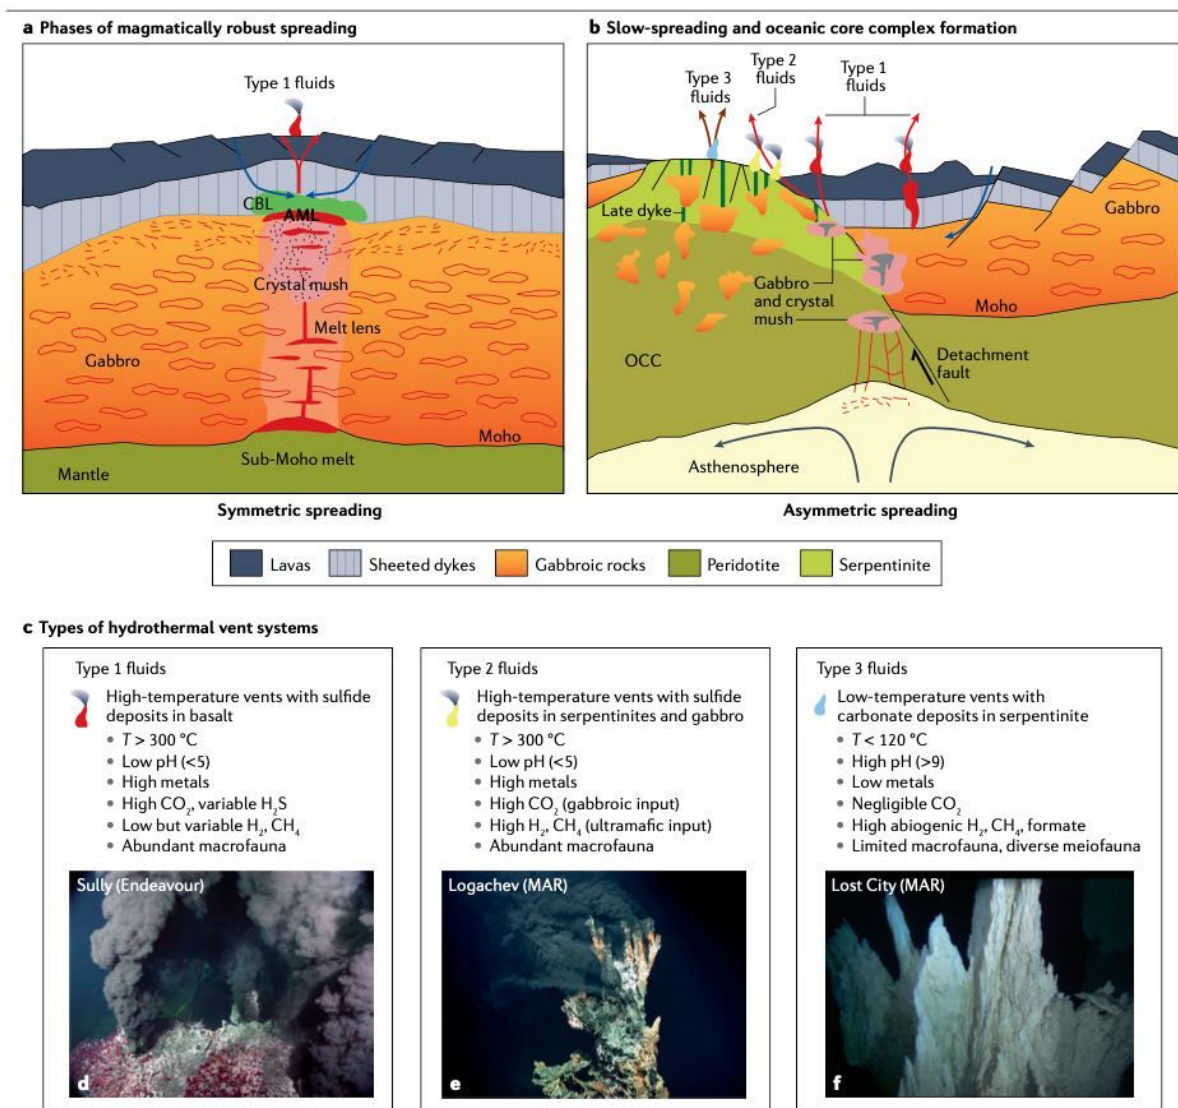 a Phases of magmatically robust spreading
Type 1 fluids
CBL
AML
Crystal mush
Melt lens
Gabbro
Moho
Sub-Moho melt
Mantle
Symmetric spreading
b Slow-spreading and oceanic core complex formation
Type 3
fluids
Type 2
fluids
Type 1
fluids
Late dyke
Gabbro
Gabbro
and crystal
mush
Moho
OCC
Detachment
fault
Asthenosphere
Asymmetric spreading
Lavas
Sheeted dykes
Gabbroic rocks
Peridotite
Serpentinite
c Types of hydrothermal vent systems
Type 1 fluids
High-temperature vents with sulfide
deposits in basalt
• T > 300 °C
• Low pH (<5)
• High metals
• High CO₂, variable H₂S
• Low but variable H₂, CH₄
• Abundant macrofauna
Sully (Endeavour)
d
Type 2 fluids
High-temperature vents with sulfide
deposits in serpentinites and gabbro
• T > 300 °C
• Low pH (<5)
• High metals
• High CO₂ (gabbroic input)
• High H₂, CH₄ (ultramafic input)
• Abundant macrofauna
Logachev (MAR)
e
Type 3 fluids
Low-temperature vents with
carbonate deposits in serpentinite
• T < 120 °C
• High pH (>9)
• Low metals
• Negligible CO₂
• High abiogenic H₂, CH₄, formate
• Limited macrofauna, diverse meiofauna
Lost City (MAR)
f